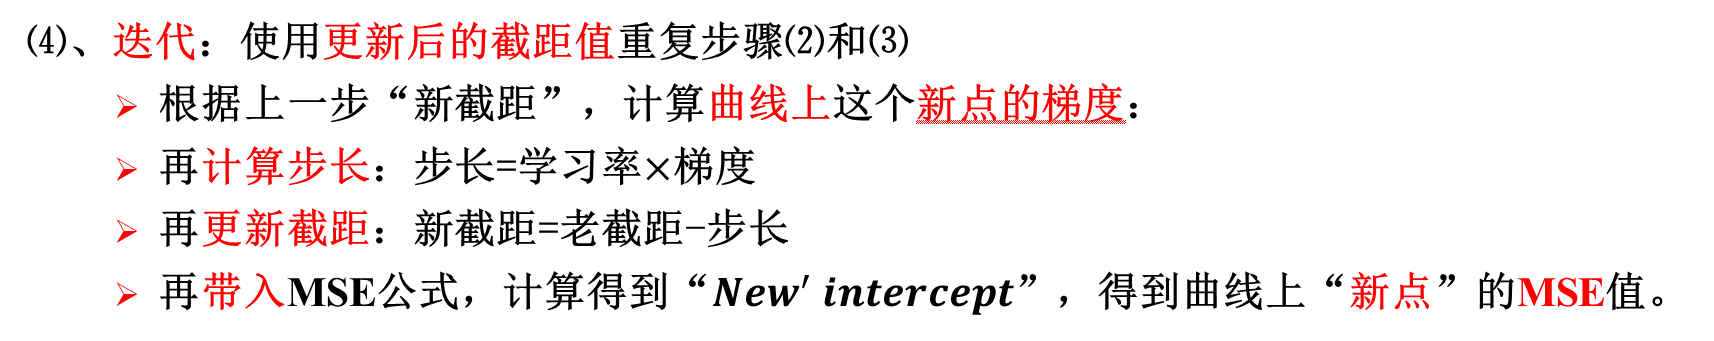 (4)、迭代：使用更新后的截距值重复步骤(2)和(3)
➢ 根据上一步“新截距”，计算曲线上这个新点的梯度：
➢ 再计算步长：步长=学习率×梯度
➢ 再更新截距：新截距=老截距−步长
➢ 再带入MSE公式，计算得到“New′ intercept”，得到曲线上“新点”的MSE值。